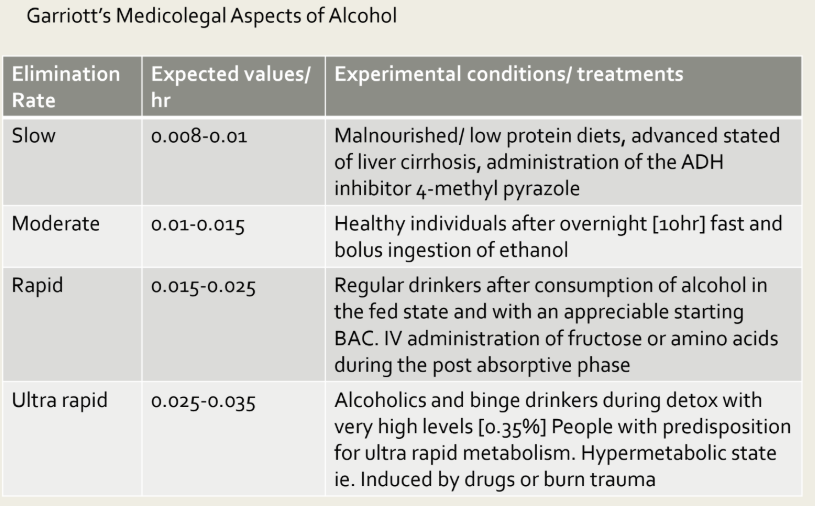 Garriott's Medicolegal Aspects of Alcohol
Elimination Rate
Expected values/ hr
Experimental conditions/ treatments
Slow
0.008-0.01
Malnourished/ low protein diets, advanced stated
of liver cirrhosis, administration of the ADH
inhibitor 4-methyl pyrazole
Moderate
0.01-0.015
Healthy individuals after overnight [10hr] fast and
bolus ingestion of ethanol
Rapid
0.015-0.025
Regular drinkers after consumption of alcohol in
the fed state and with an appreciable starting
BAC. IV administration of fructose or amino acids
during the post absorptive phase
Ultra rapid
0.025-0.035
Alcoholics and binge drinkers during detox with
very high levels [0.35%] People with predisposition
for ultra rapid metabolism. Hypermetabolic state
ie. Induced by drugs or burn trauma